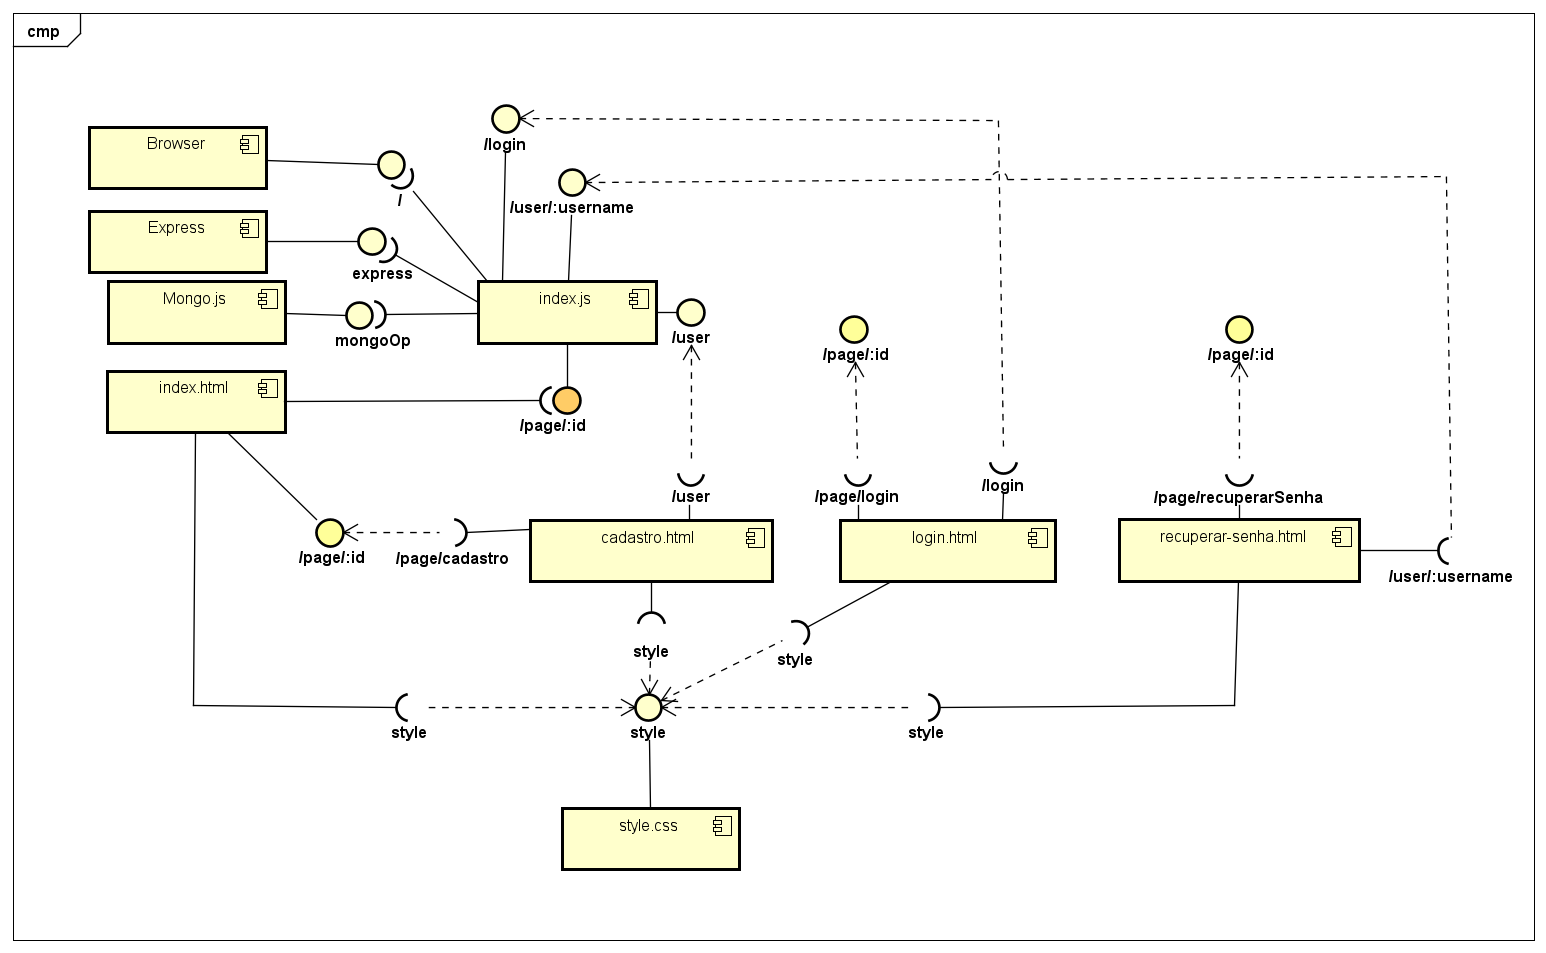 cmp
/login
Browser
/
/user/:username
Express
express
Mongo.js
mongoOp
index.js
/user
/page/:id
/page/:id
index.html
/page/:id
/login
/user
/page/login
/page/recuperarSenha
cadastro.html
login.html
recuperar-senha.html
/page/:id
/page/cadastro
/user/:username
style
style
style
style
style
style.css